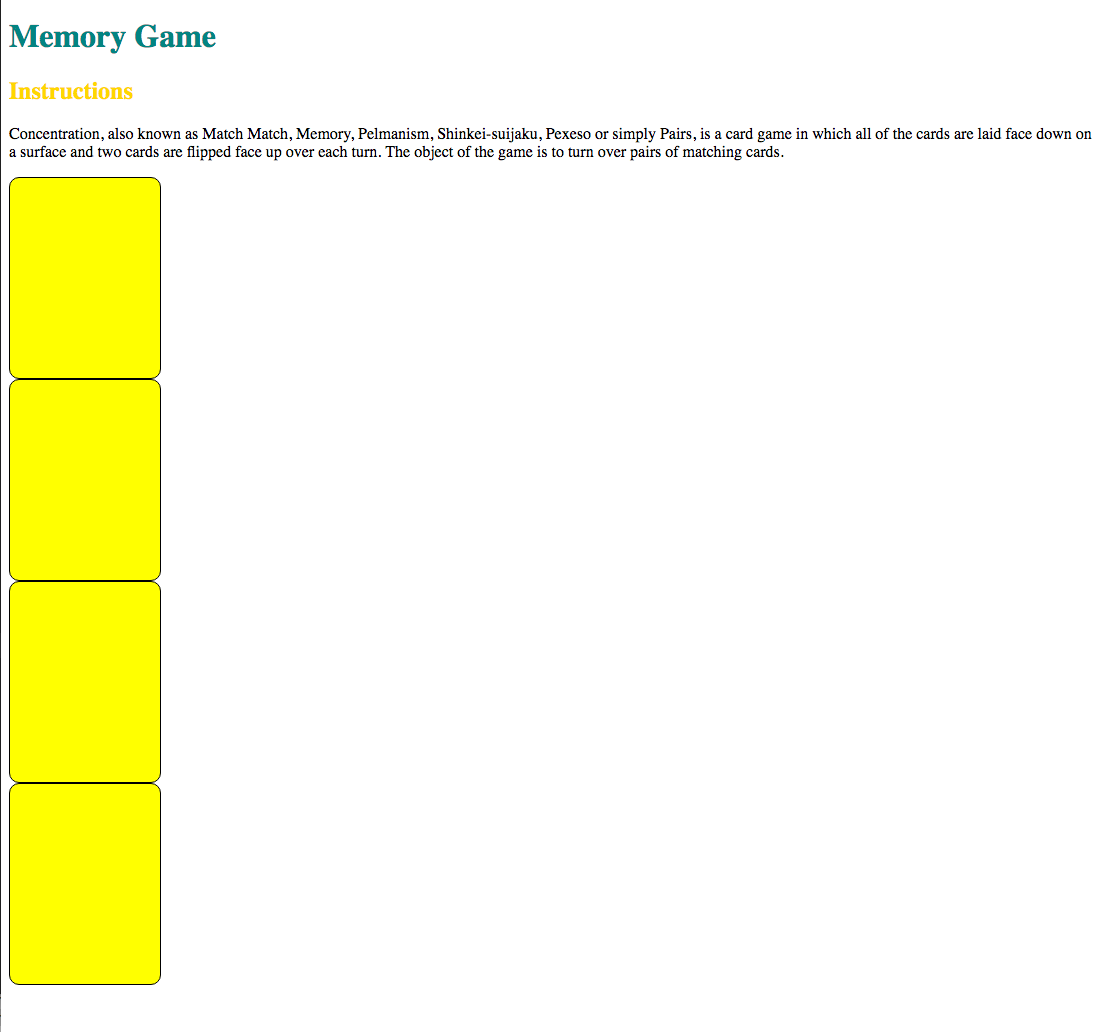 Memory Game
Instructions
Concentration, also known as Match Match, Memory, Pelmanism, Shinkei-suijaku, Pexeso or simply Pairs, is a card game in which all of the cards are laid face down on
a surface and two cards are flipped face up over each turn. The object of the game is to turn over pairs of matching cards.